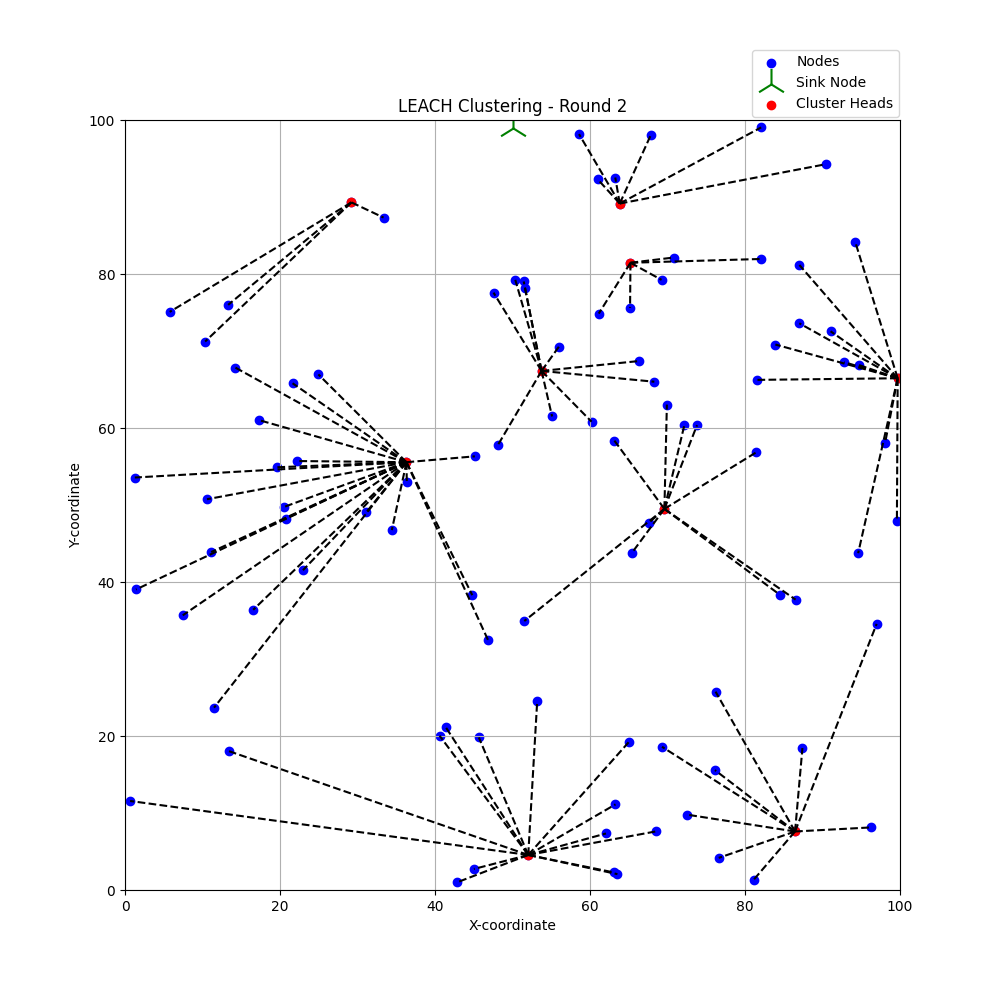 Nodes
Sink Node
Cluster Heads
LEACH Clustering - Round 2
100
80
60
40
20
0
Y-coordinate
0 20 40 60 80 100
X-coordinate